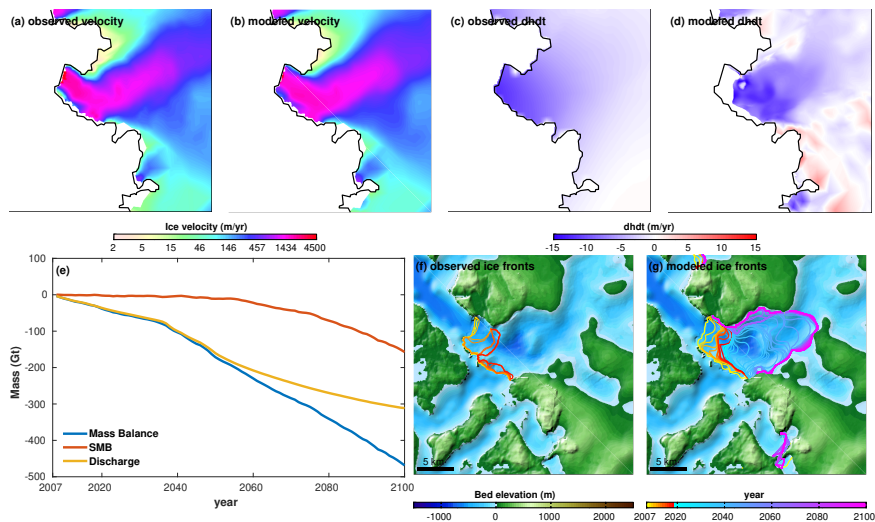 (a) observed velocity
(b) modeled velocity
(c) observed dhdt
(d) modeled dhdt
Ice velocity (m/yr)
2 5 15 46 146 457 1434 4500
dhdt (m/yr)
-15 -10 -5 0 5 10 15
(e)
100
0
-100
-200
-300
-400
-500
Mass (Gt)
Mass Balance
SMB
Discharge
2007 2020 2040 2060 2080 2100
year
(f) observed ice fronts
5 km
(g) modeled ice fronts
5 km
Bed elevation (m)
-1000 0 1000 2000
year
2007 2020 2040 2060 2080 2100